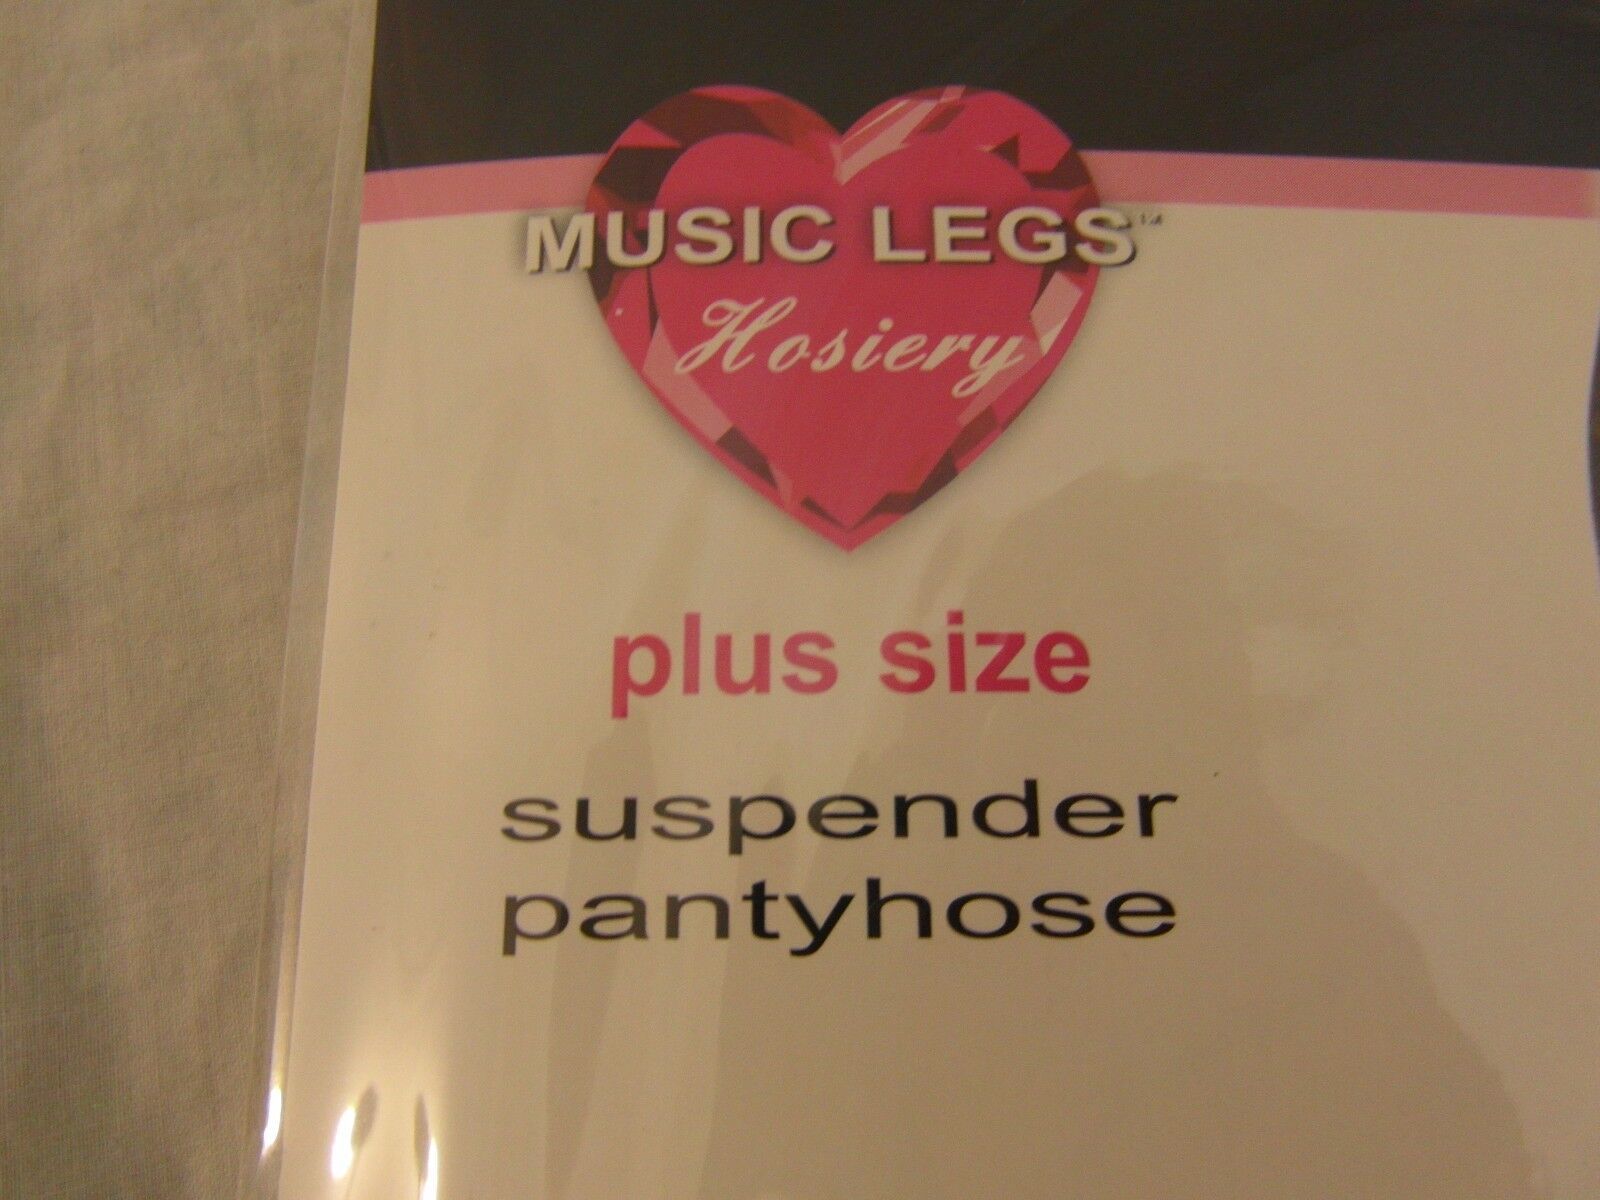 MUSIC LEGS™
Hosiery
plus size
suspender
pantyhose